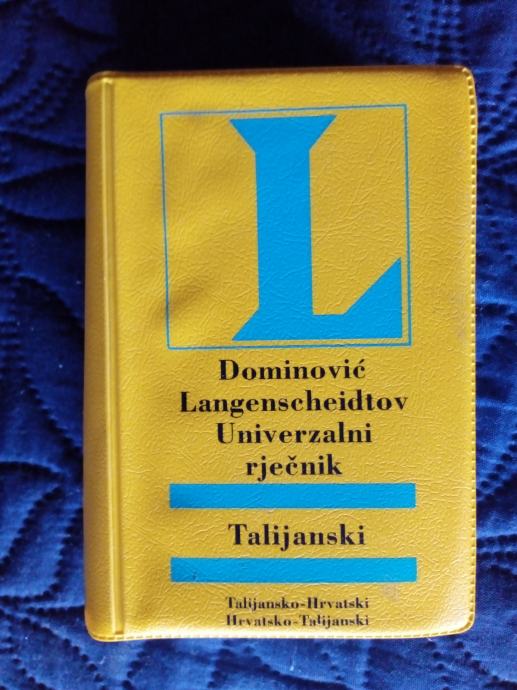 L
Dominović
Langenscheidtov
Univerzalni
rječnik
Talijanski
Talijansko-Hrvatski
Hrvatsko-Talijanski